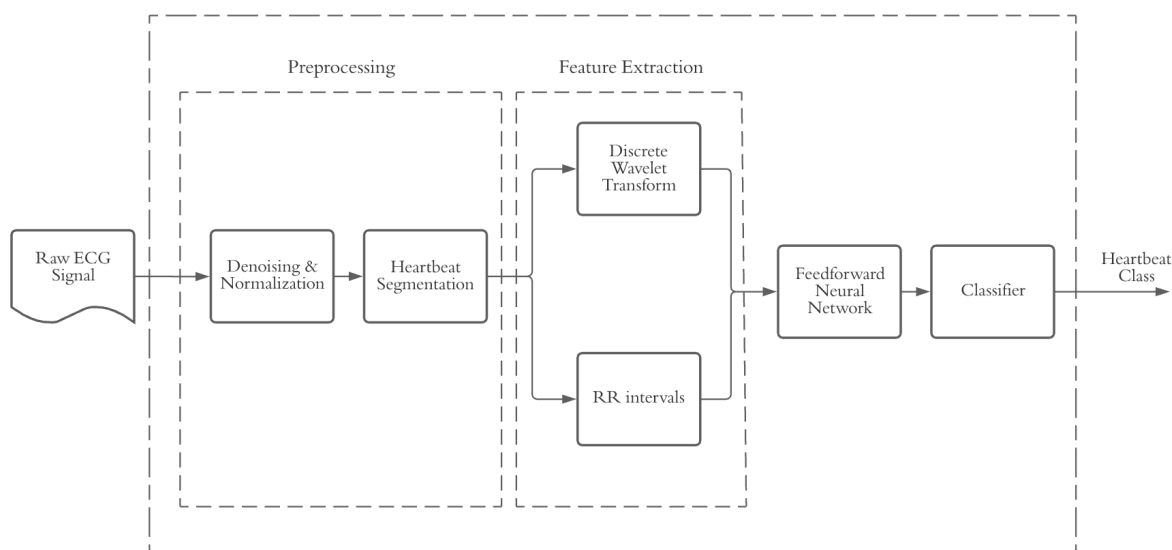 Preprocessing
Feature Extraction
Raw ECG
Signal
Denoising &
Normalization
Heartbeat
Segmentation
Discrete
Wavelet
Transform
RR intervals
Feedforward
Neural
Network
Classifier
Heartbeat
Class